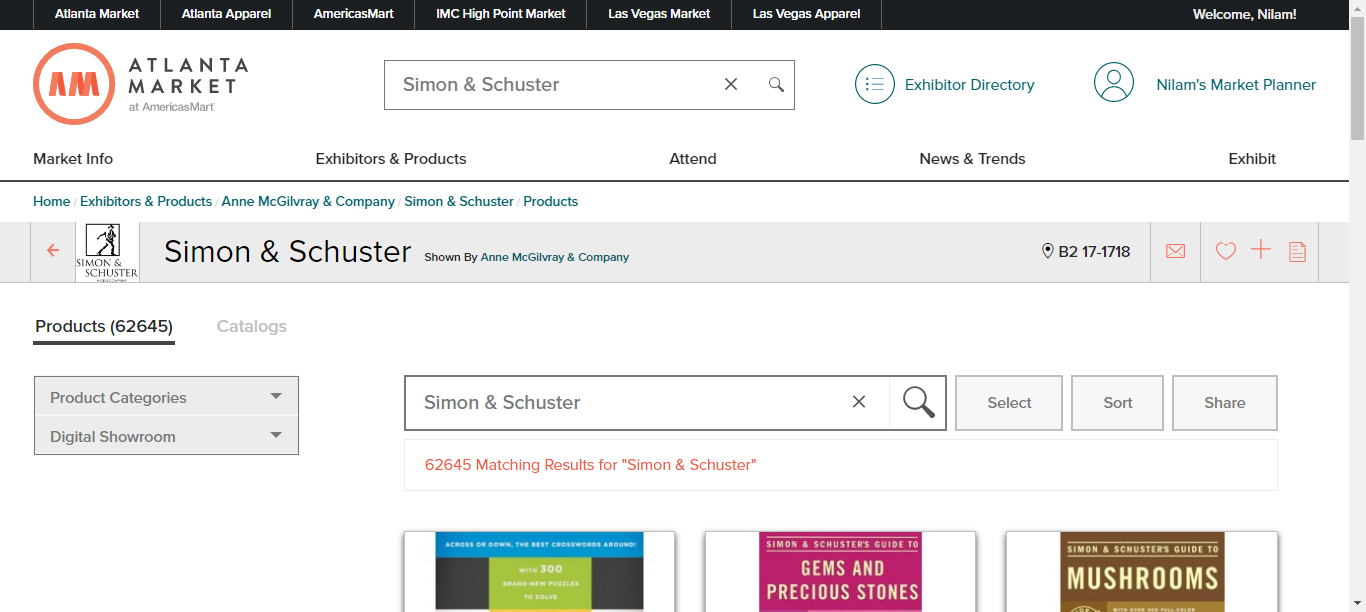 Atlanta Market Atlanta Apparel AmericasMart IMC High Point Market Las Vegas Market Las Vegas Apparel Welcome, Nilam!
AM
ATLANTA
MARKET
at AmericasMart
Simon & Schuster
Exhibitor Directory
Nilam's Market Planner
Market Info Exhibitors & Products Attend News & Trends Exhibit
Home / Exhibitors & Products / Anne McGilvray & Company / Simon & Schuster / Products
SIMON &
SCHUSTER
Simon & Schuster Shown By Anne McGilvray & Company B2 17-1718
Products (62645) Catalogs
Product Categories
Digital Showroom
Simon & Schuster
Select Sort Share
62645 Matching Results for "Simon & Schuster"
ACROSS OR DOWN, THE BEST CROSSWORDS AROUND!
WITH 300
BRAND-NEW PUZZLES
TO SOLVE
SIMON & SCHUSTER'S GUIDE TO
GEMS AND
PRECIOUS STONES
SIMON & SCHUSTER'S GUIDE TO
MUSHROOMS
WITH OVER 400 FULL-COLOR